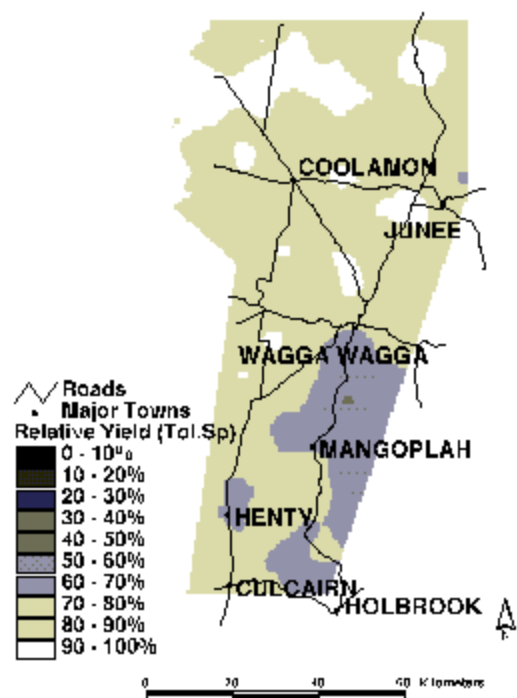 COOLAMON
JUNEE
WAGGA WAGGA
Roads
Major Towns
Relative Yield (Tol.Sp)
0 - 10%
10 - 20%
20 - 30%
30 - 40%
40 - 50%
50 - 60%
60 - 70%
70 - 80%
80 - 90%
90 - 100%
MANGOPLAH
HENTY
CULCAIRN
HOLBROOK
N
0 20 40 60 Kilometers